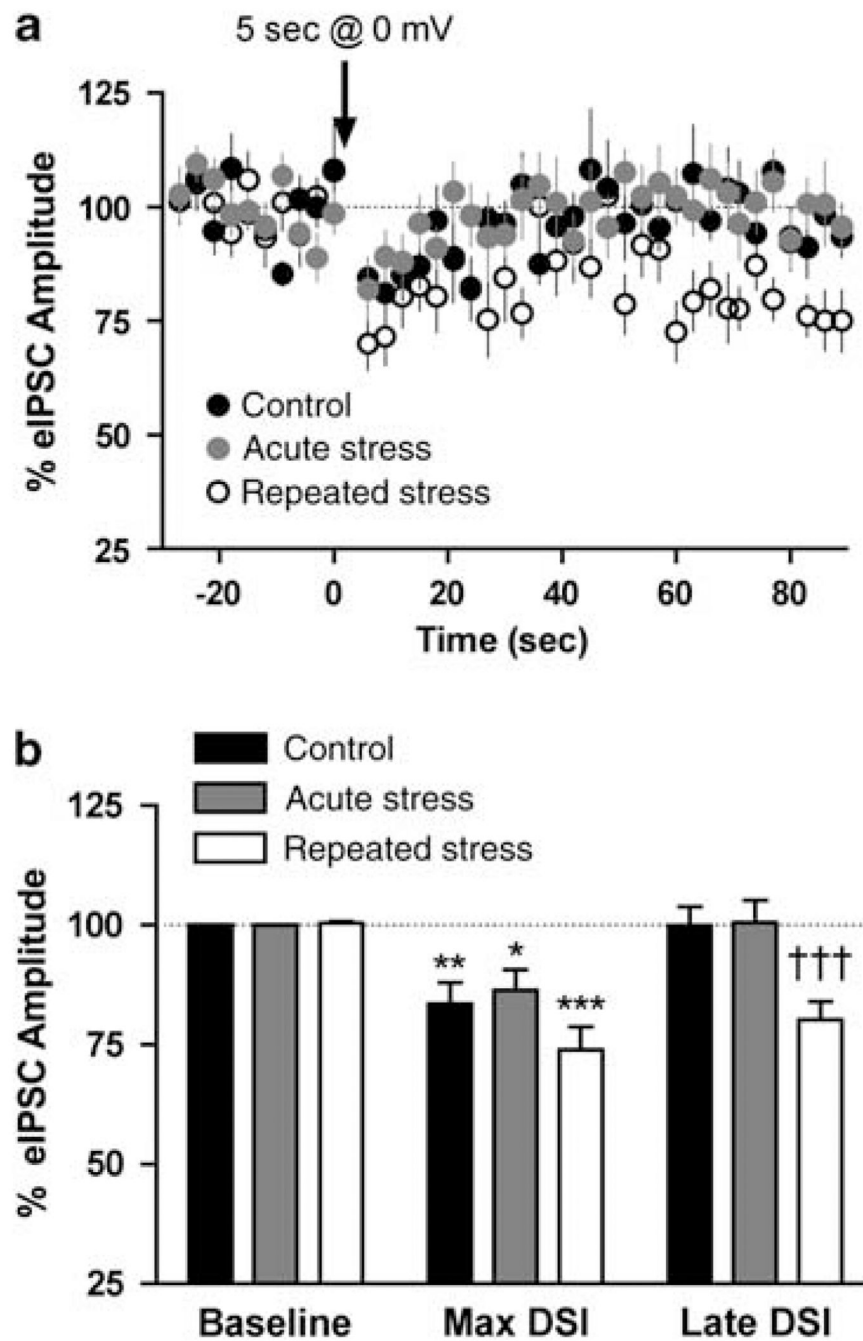 a
5 sec @ 0 mV
125
100
75
50
25
% eIPSC Amplitude
Control
Acute stress
Repeated stress
-20 0 20 40 60 80
Time (sec)
b
Control
Acute stress
Repeated stress
125
100
75
50
25
% eIPSC Amplitude
** * *** †††
Baseline Max DSI Late DSI